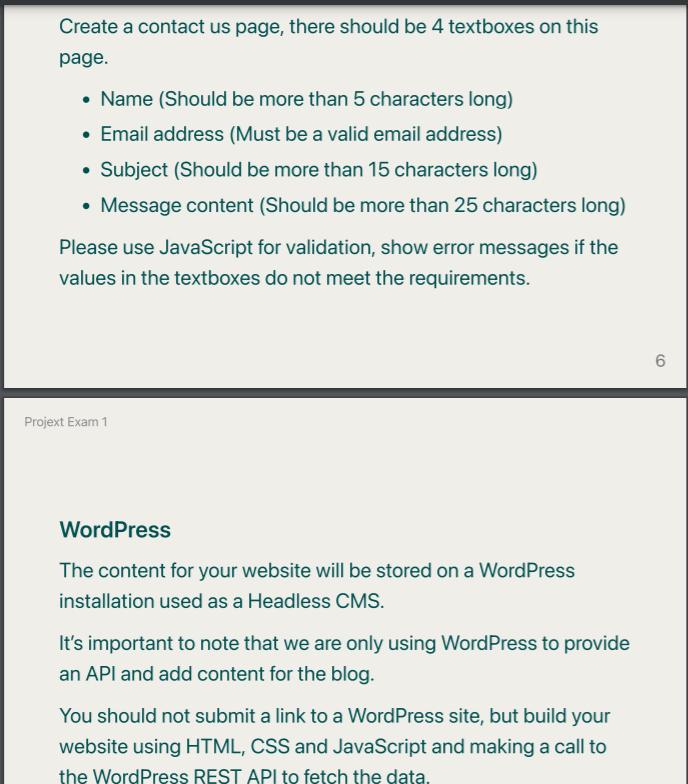 Create a contact us page, there should be 4 textboxes on this
page.
• Name (Should be more than 5 characters long)
• Email address (Must be a valid email address)
• Subject (Should be more than 15 characters long)
• Message content (Should be more than 25 characters long)
Please use JavaScript for validation, show error messages if the
values in the textboxes do not meet the requirements.
6
Projext Exam 1
WordPress
The content for your website will be stored on a WordPress
installation used as a Headless CMS.
It’s important to note that we are only using WordPress to provide
an API and add content for the blog.
You should not submit a link to a WordPress site, but build your
website using HTML, CSS and JavaScript and making a call to
the WordPress REST API to fetch the data.